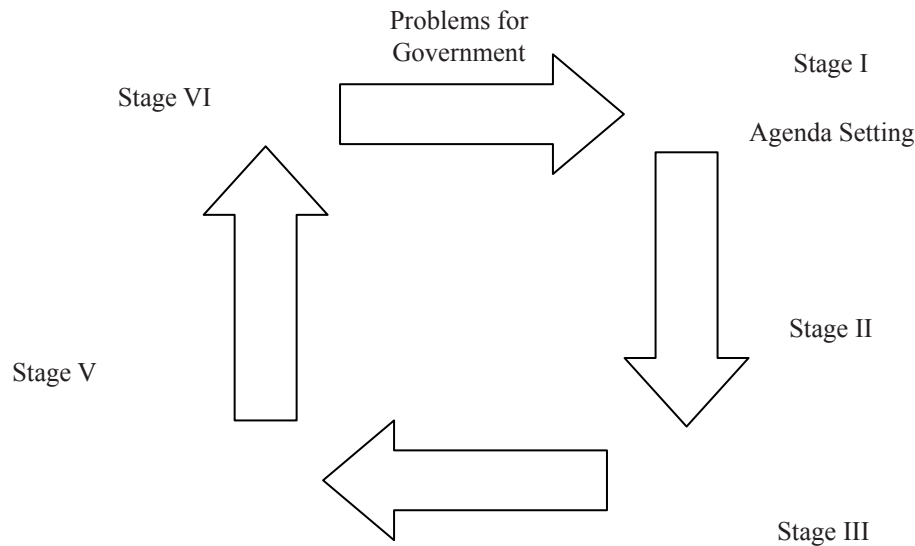 Problems for
Government
Stage I
Stage VI
Agenda Setting
Stage II
Stage V
Stage III